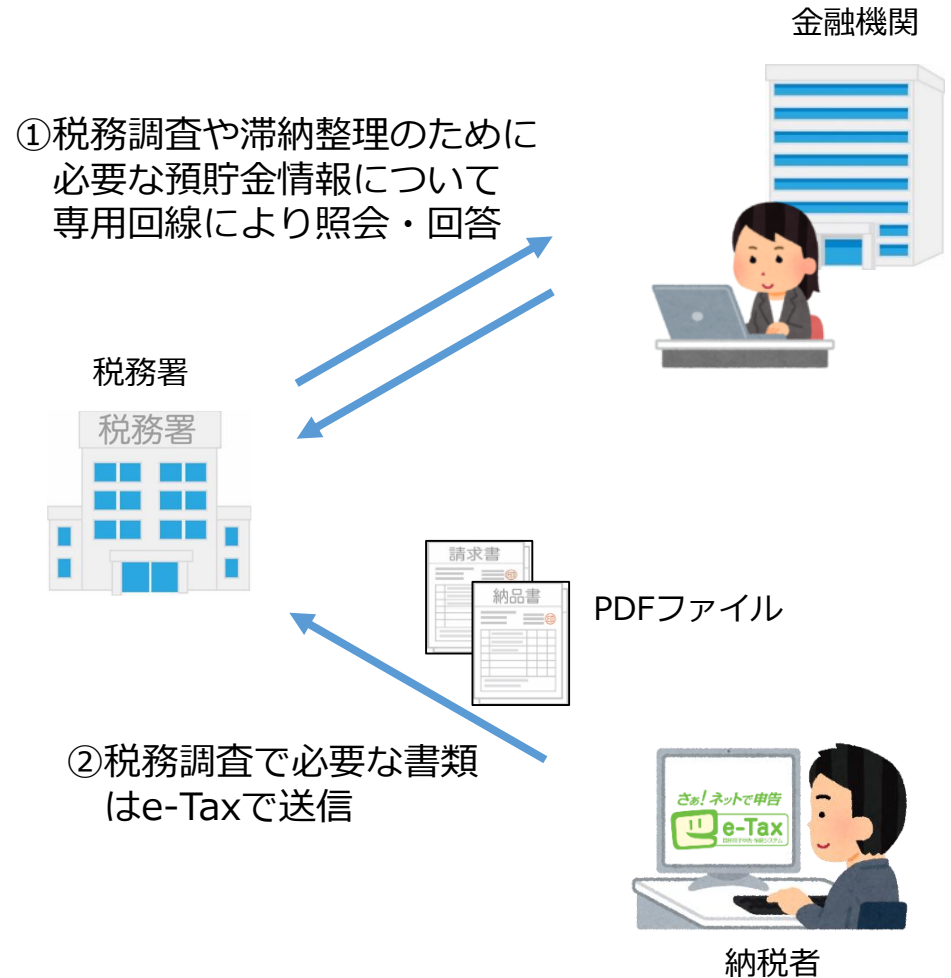 金融機関
①税務調査や滞納整理のために
必要な預貯金情報について
専用回線により照会・回答
税務署
税務署
請求書
納品書
PDFファイル
②税務調査で必要な書類
はe-Taxで送信
さぁ!ネットで申告
e-Tax
納税者